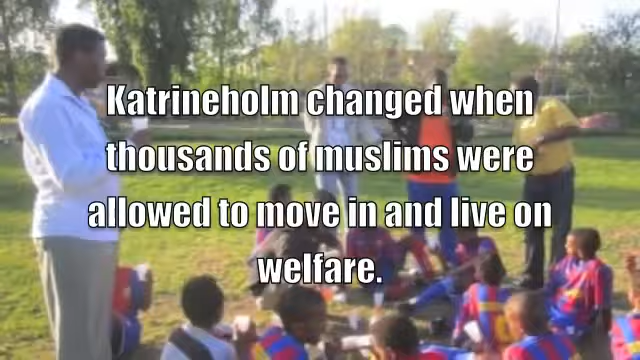 Katrineholm changed when
thousands of muslims were
allowed to move in and live on
welfare.